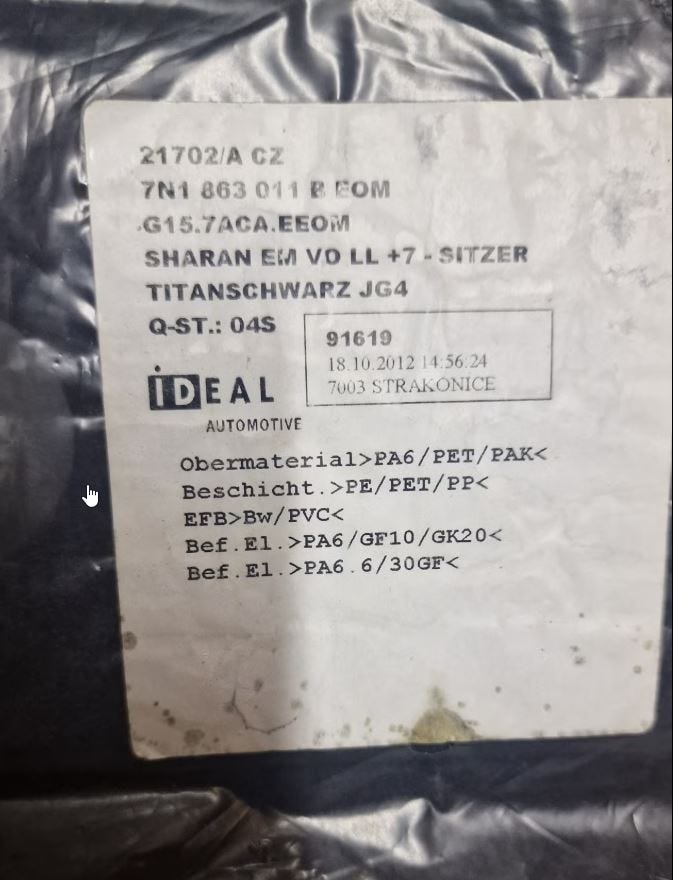 21702/A CZ
7N1 863 011 B EOM
G15.7ACA.EEOM
SHARAN EM VO LL +7 - SITZER
TITANSCHWARZ JG4
Q-ST.: 04S
91619
18.10.2012 14:56:24
7003 STRAKONICE
iDEAL
AUTOMOTIVE
Obermaterial>PA6/PET/PAK<
Beschicht.>PE/PET/PP<
EFB>Bw/PVC<
Bef.El.>PA6/GF10/GK20<
Bef.El.>PA6.6/30GF<